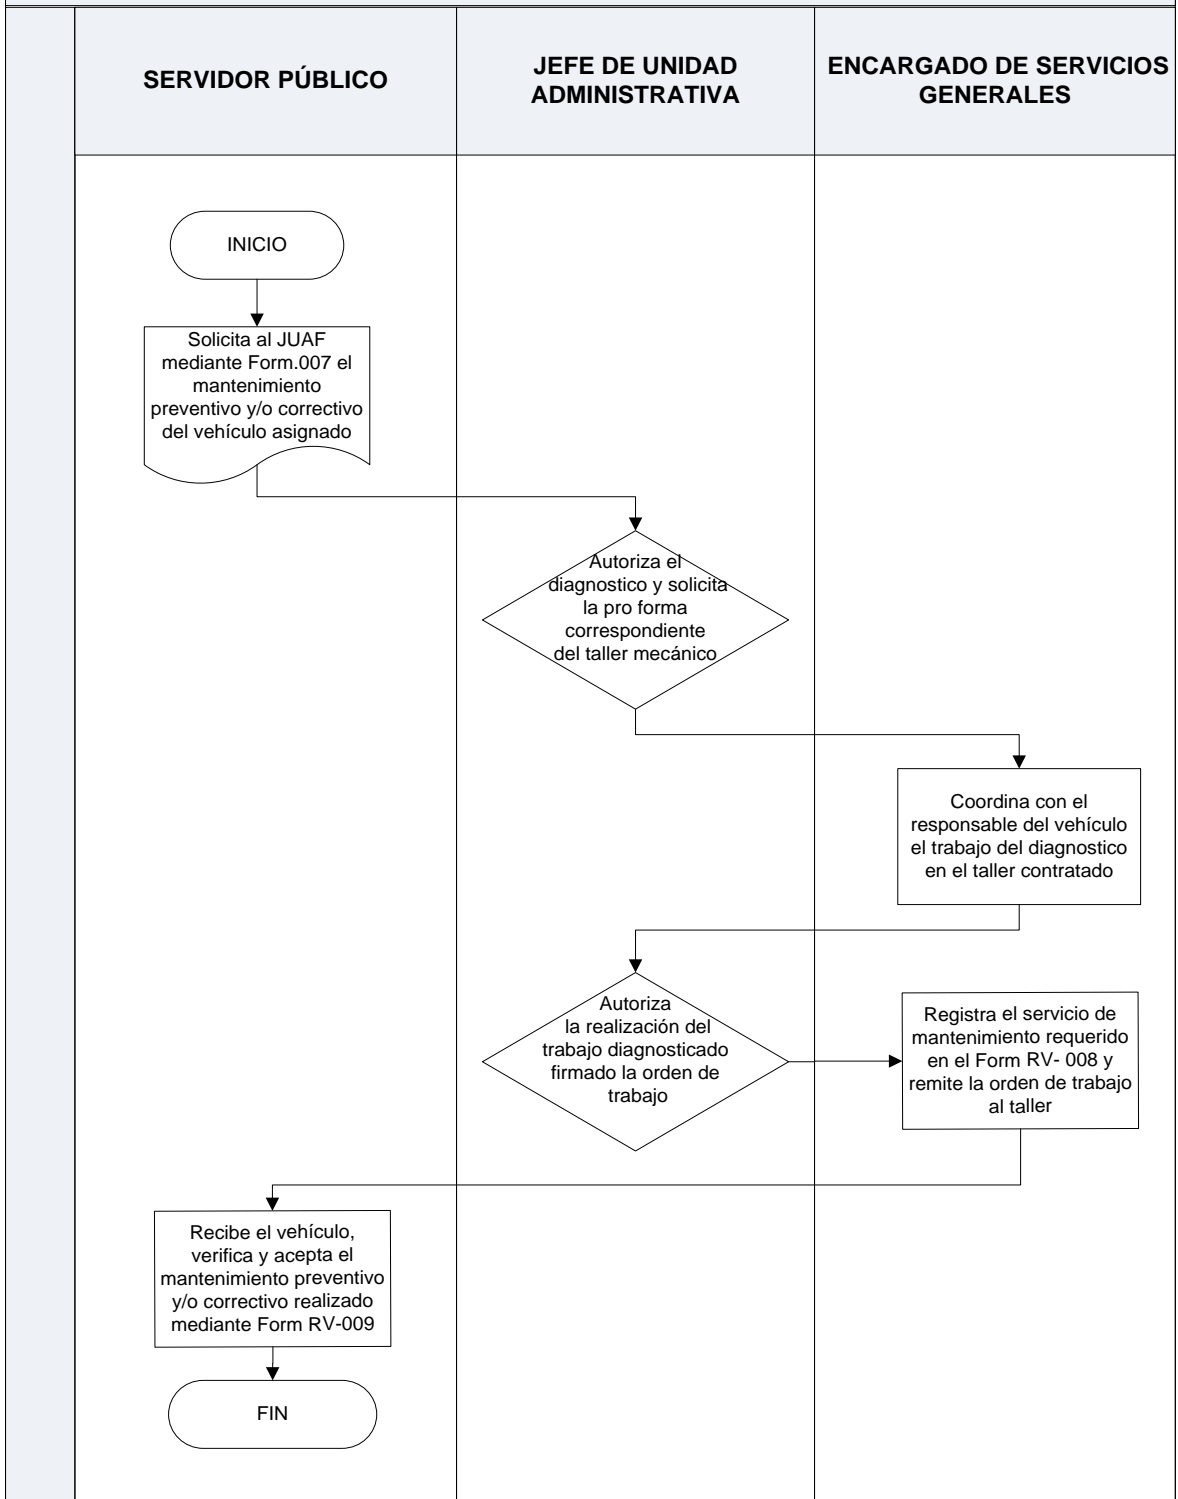 SERVIDOR PÚBLICO
JEFE DE UNIDAD
ADMINISTRATIVA
ENCARGADO DE SERVICIOS
GENERALES
INICIO
Solicita al JUAF
mediante Form.007 el
mantenimiento
preventivo y/o correctivo
del vehículo asignado
Autoriza el
diagnostico y solicita
la pro forma
correspondiente
del taller mecánico
Coordina con el
responsable del vehículo
el trabajo del diagnostico
en el taller contratado
Autoriza
la realización del
trabajo diagnosticado
firmado la orden de
trabajo
Registra el servicio de
mantenimiento requerido
en el Form RV- 008 y
remite la orden de trabajo
al taller
Recibe el vehículo,
verifica y acepta el
mantenimiento preventivo
y/o correctivo realizado
mediante Form RV-009
FIN